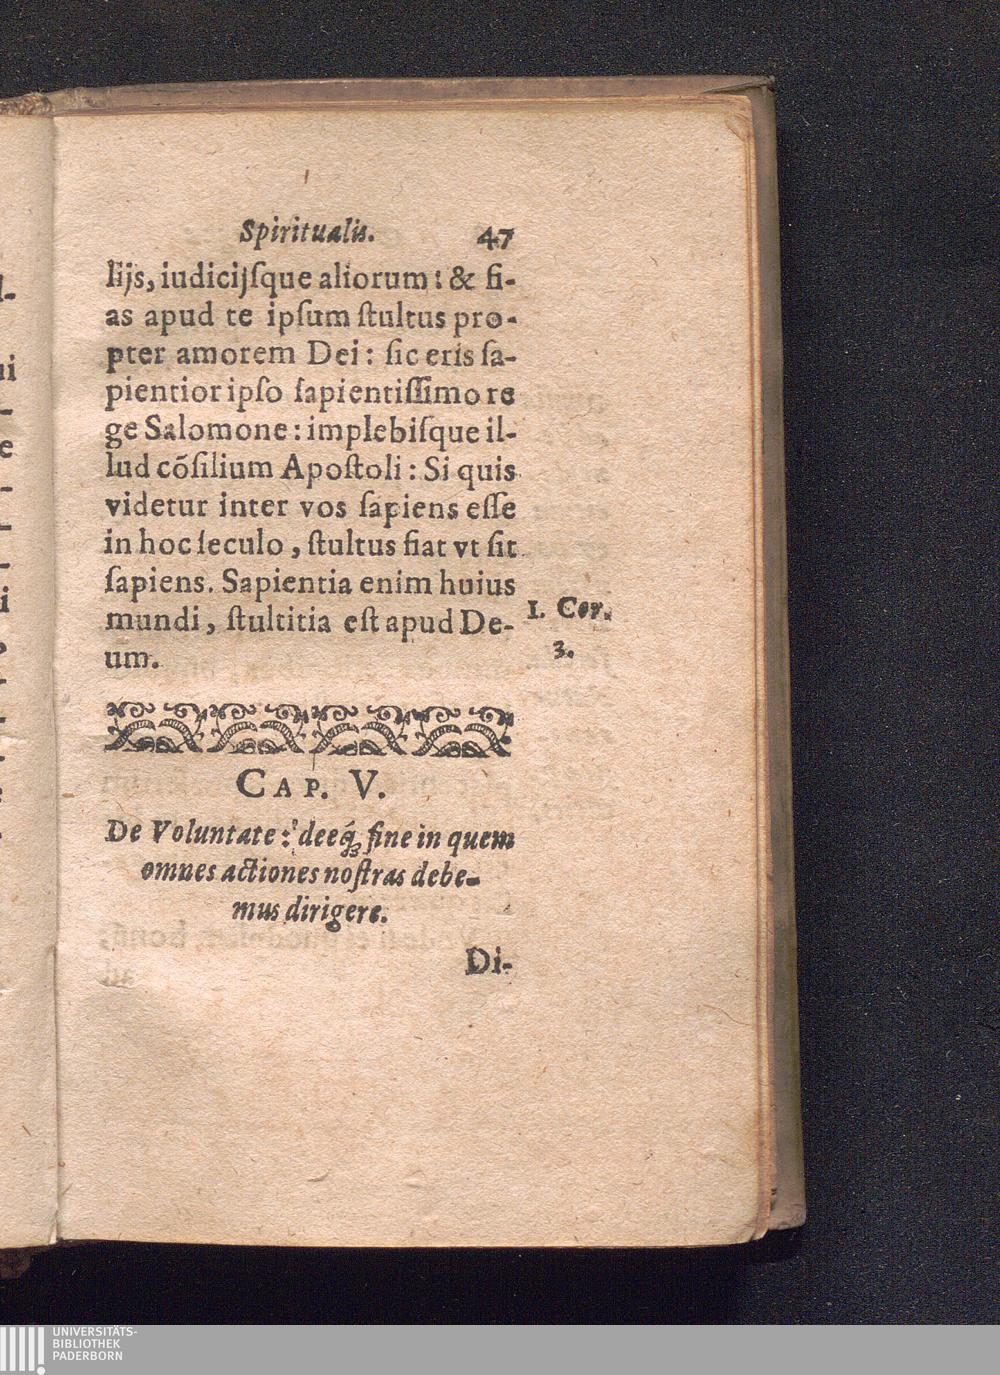 Spiritualis. 47
lijs, iudicijſque aliorum: & fi-
as apud te ipſum ſtultus pro-
pter amorem Dei: ſic eris ſa-
pientior ipſo ſapientiſſimo re
ge Salomone: implebiſque il-
lud cõſilium Apoſtoli: Si quis
videtur inter vos ſapiens eſſe
in hoc ſeculo, ſtultus fiat vt ſit
ſapiens. Sapientia enim huius
mundi, ſtultitia eſt apud De-
um.
1. Cor.
3.
CAP. V.
De Voluntate: deeq́; fine in quem
omnes actiones noſtras debe-
mus dirigere.
Di-
UNIVERSITÄTS-
BIBLIOTHEK
PADERBORN